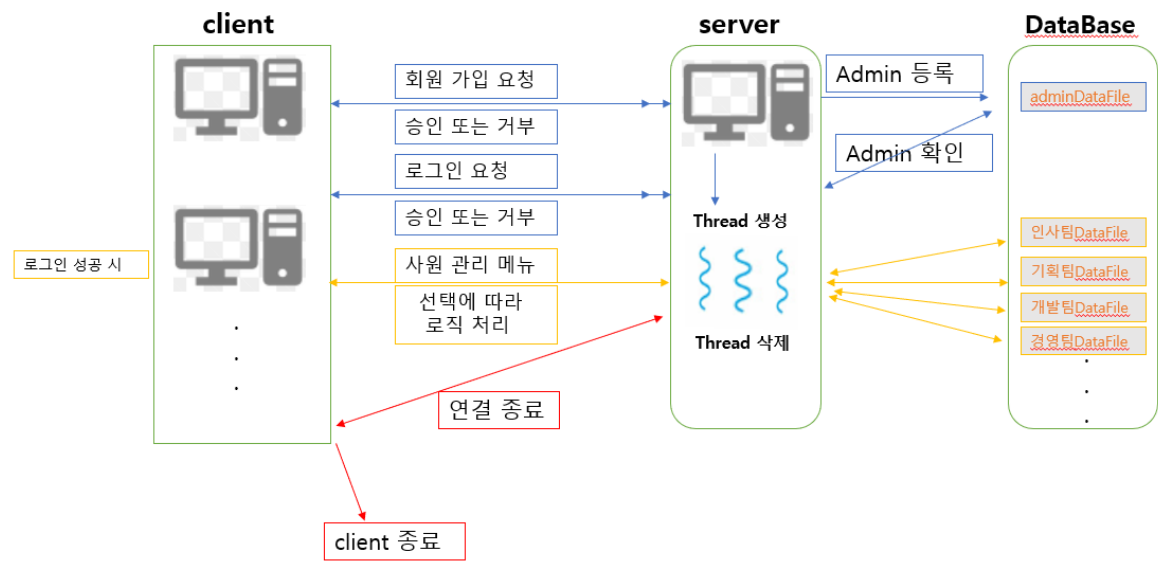 client
server
DataBase
회원 가입 요청
승인 또는 거부
로그인 요청
승인 또는 거부
로그인 성공 시
사원 관리 메뉴
선택에 따라
로직 처리
연결 종료
client 종료
Thread 생성
Thread 삭제
Admin 등록
Admin 확인
adminDataFile
인사팀DataFile
기획팀DataFile
개발팀DataFile
경영팀DataFile